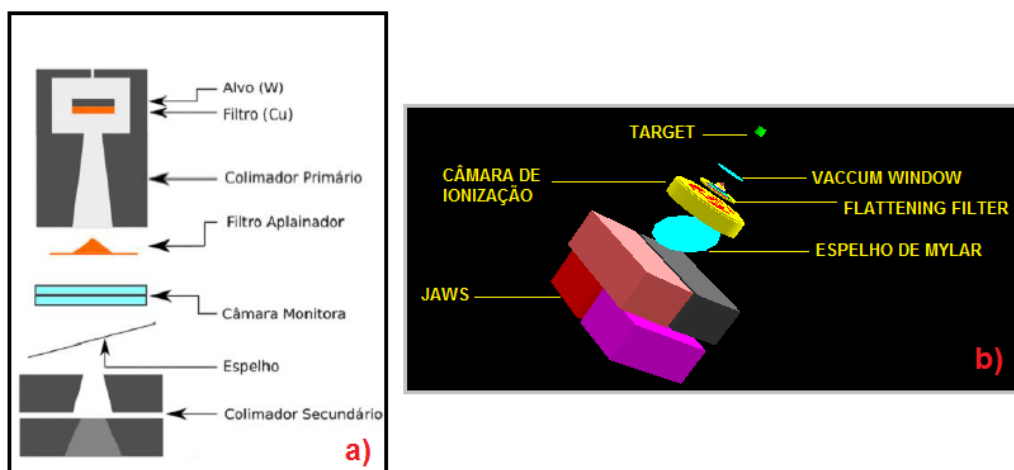 Alvo (W)
Filtro (Cu)
Colimador Primário
Filtro Aplainador
Câmara Monitora
Espelho
Colimador Secundário
a)
TARGET
CÂMARA DE
IONIZAÇÃO
VACCUM WINDOW
FLATTENING FILTER
ESPELHO DE MYLAR
JAWS
b)